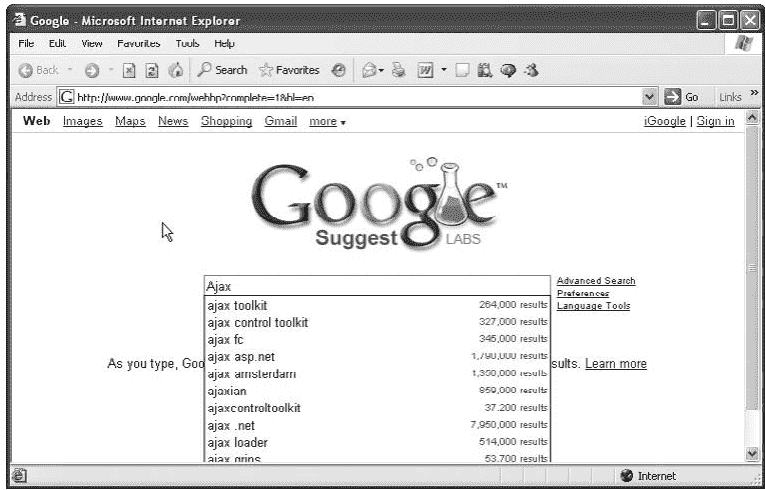 Google - Microsoft Internet Explorer
File Edit View Favorites Tools Help
Back Search Favorites
Address http://www.google.com/webhp?complete=1&hl=en Go Links »
Web Images Maps News Shopping Gmail more iGoogle | Sign in
Google™
Suggest LABS
Ajax Advanced Search
Preferences
ajax toolkit 264,000 results Language Tools
ajax control toolkit 327,000 results
ajax fc 345,000 results
ajax asp.net 1,790,000 results
As you type, Goo sults. Learn more
ajax amsterdam 1,350,000 results
ajaxian 959,000 results
ajaxcontroltoolkit 37.200 results
ajax .net 7,950,000 results
ajax loader 514,000 results
ajax grips 53.700 results
Internet